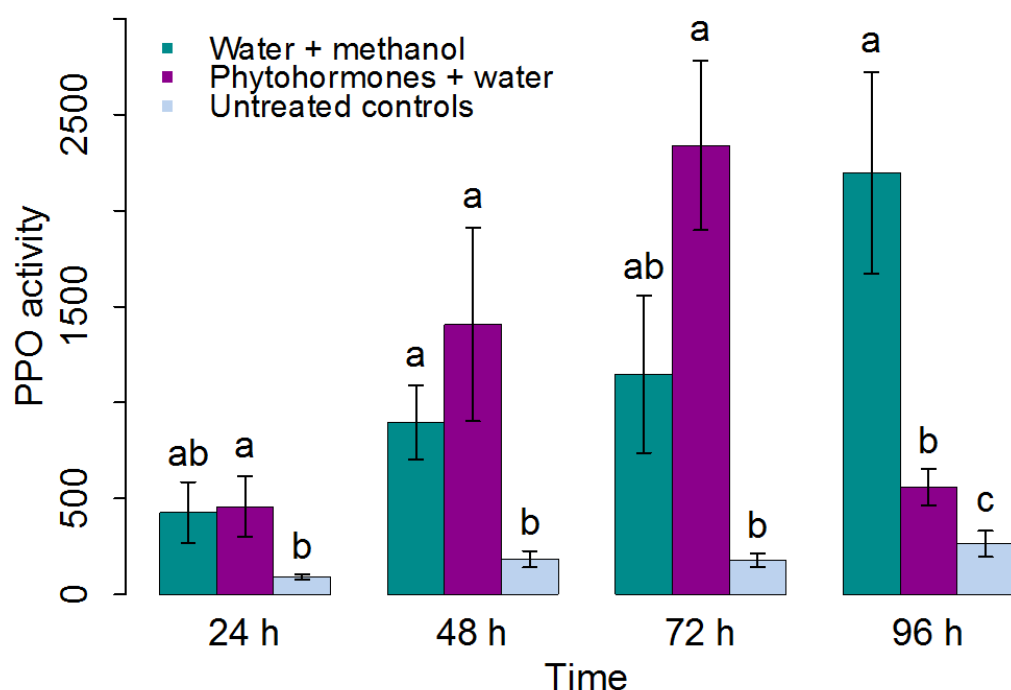 Water + methanol
Phytohormones + water
Untreated controls
PPO activity
2500
1500
500
0
ab a b
a a b
ab a b
a b c
24 h 48 h 72 h 96 h
Time